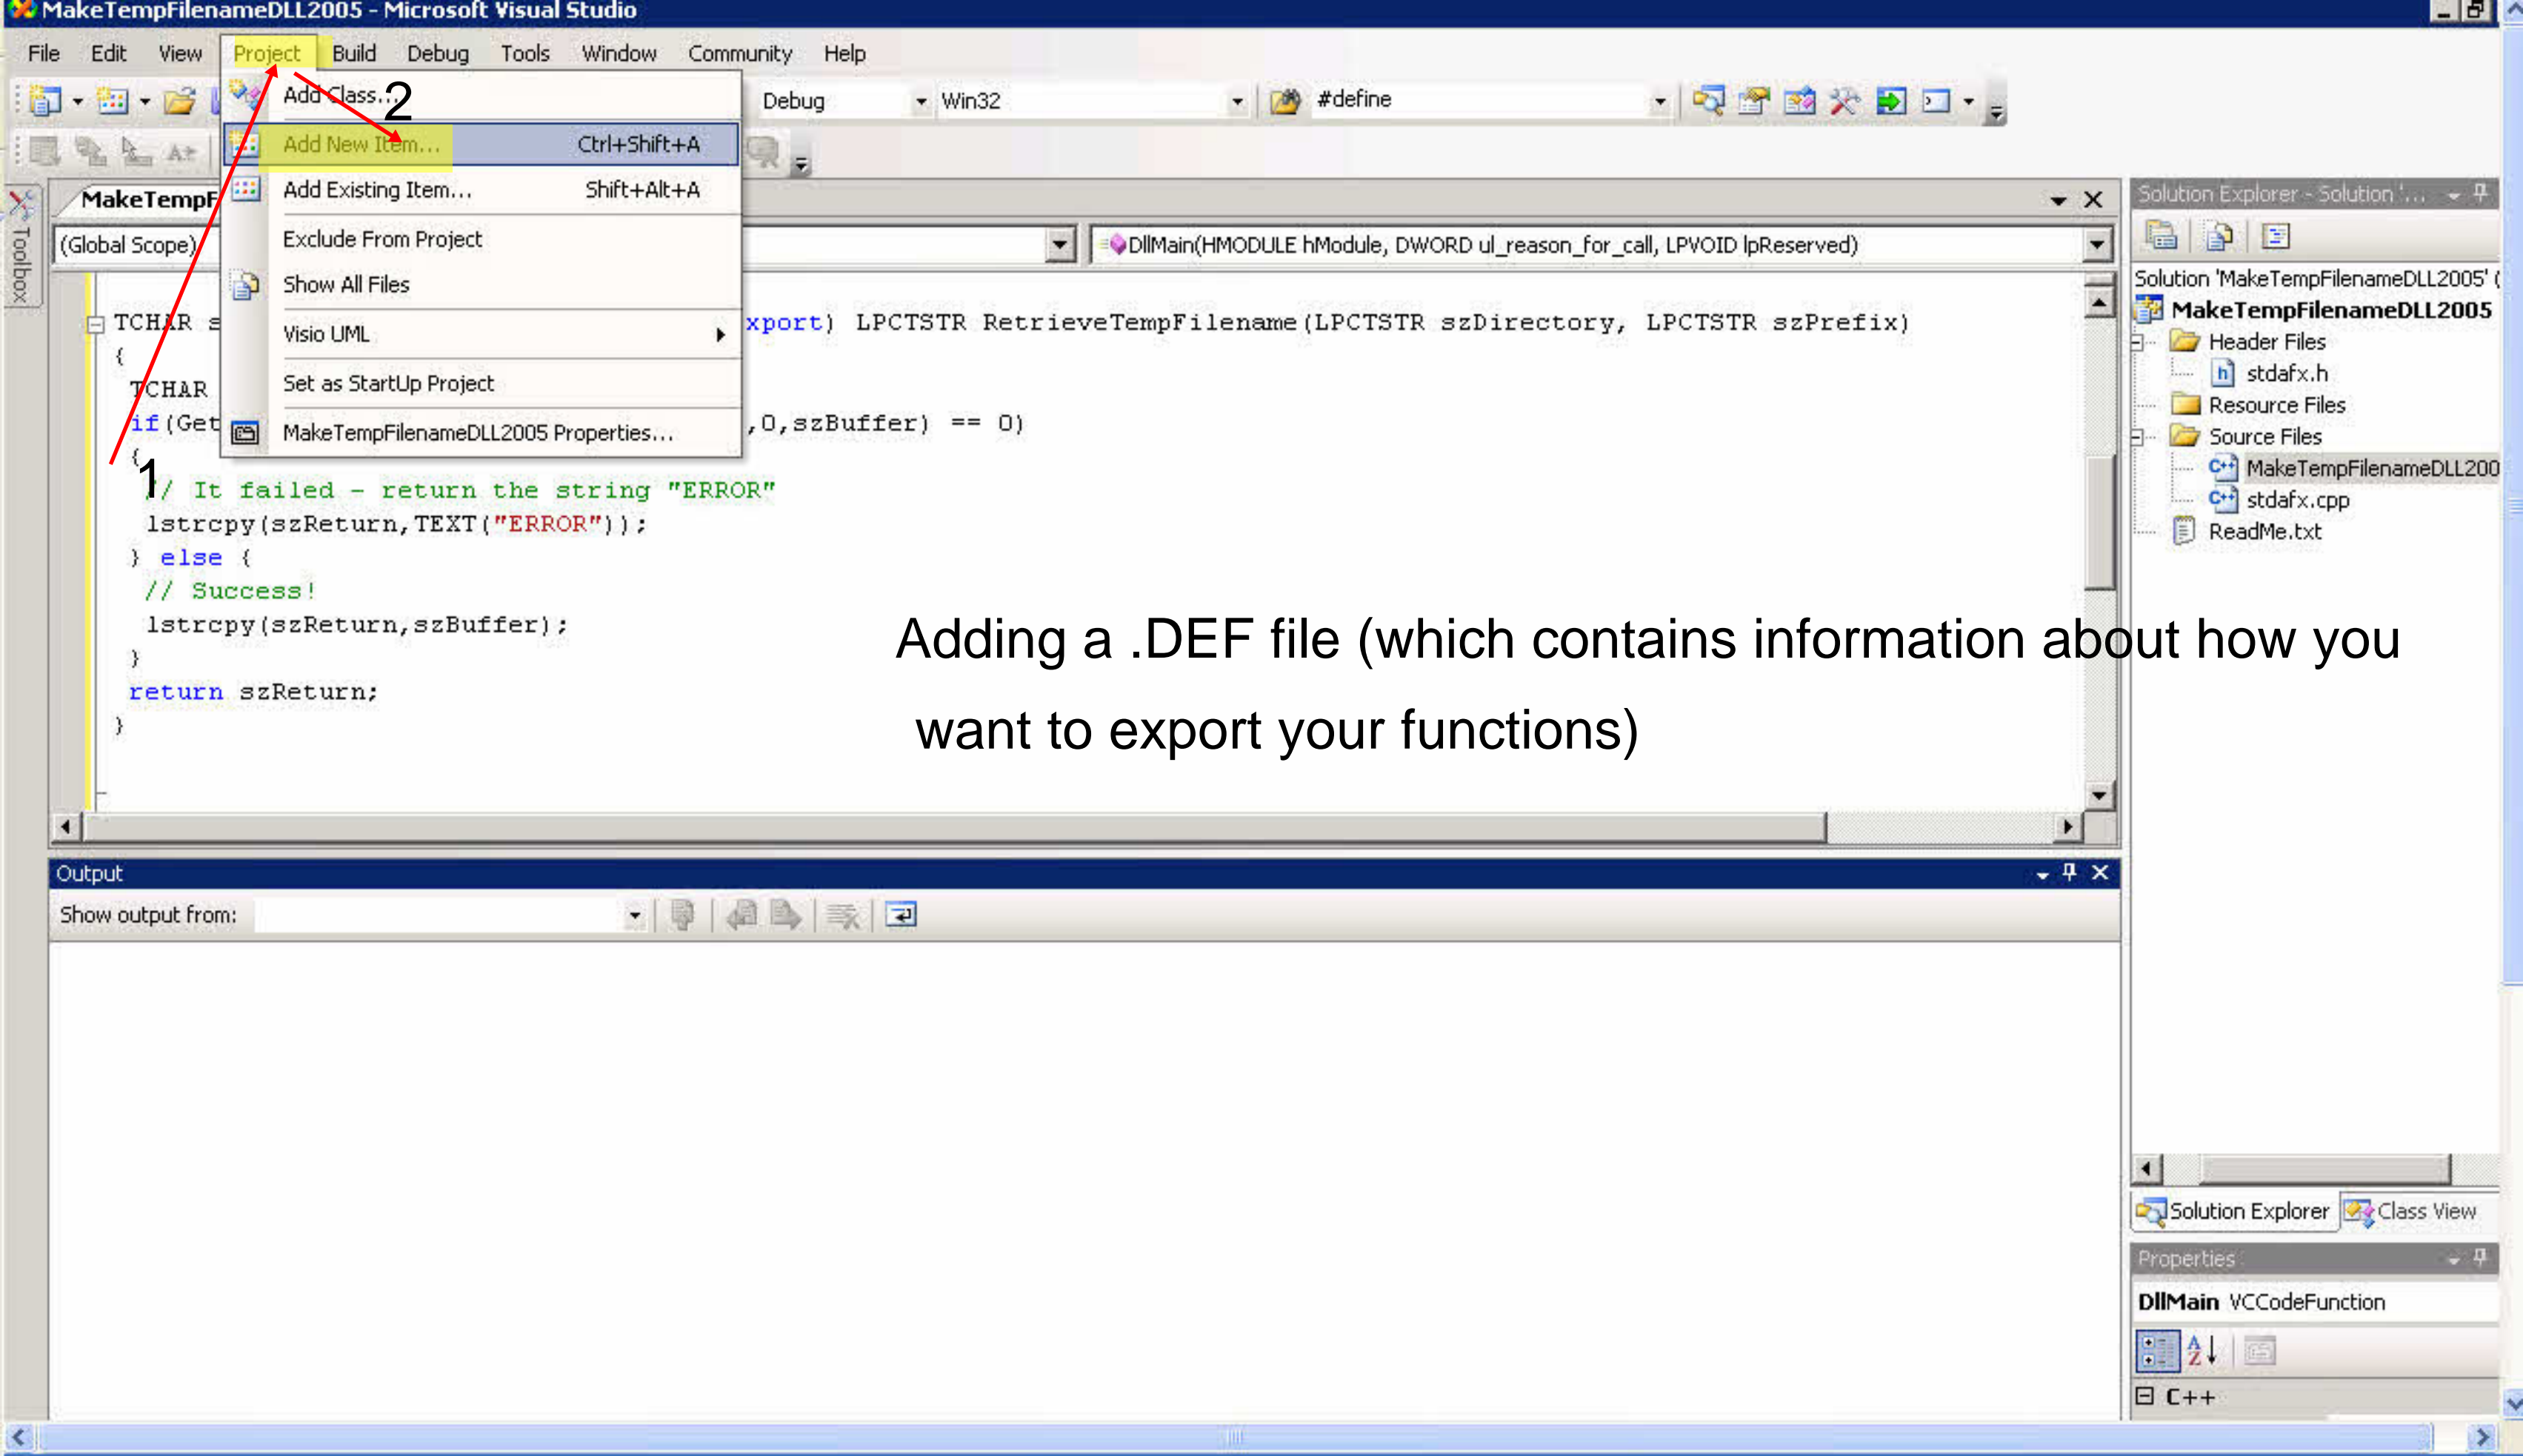 MakeTempFilenameDLL2005 - Microsoft Visual Studio
File Edit View Project Build Debug Tools Window Community Help
Add Class...
2
Debug Win32 #define
Add New Item... Ctrl+Shift+A
Add Existing Item... Shift+Alt+A
Exclude From Project
Show All Files
Visio UML
Set as StartUp Project
MakeTempFilenameDLL2005 Properties...
Toolbox
MakeTempF
(Global Scope) DllMain(HMODULE hModule, DWORD ul_reason_for_call, LPVOID lpReserved)
TCHAR s xport) LPCTSTR RetrieveTempFilename(LPCTSTR szDirectory, LPCTSTR szPrefix)
{
TCHAR
if(Get ,0,szBuffer) == 0)
{
1
// It failed - return the string "ERROR"
lstrcpy(szReturn,TEXT("ERROR"));
} else {
// Success!
lstrcpy(szReturn,szBuffer);
}
return szReturn;
}
Adding a .DEF file (which contains information about how you
want to export your functions)
Output
Show output from:
Solution Explorer - Solution '...
Solution 'MakeTempFilenameDLL2005' (
MakeTempFilenameDLL2005
Header Files
stdafx.h
Resource Files
Source Files
MakeTempFilenameDLL200
stdafx.cpp
ReadMe.txt
Solution Explorer Class View
Properties
DllMain VCCodeFunction
C++